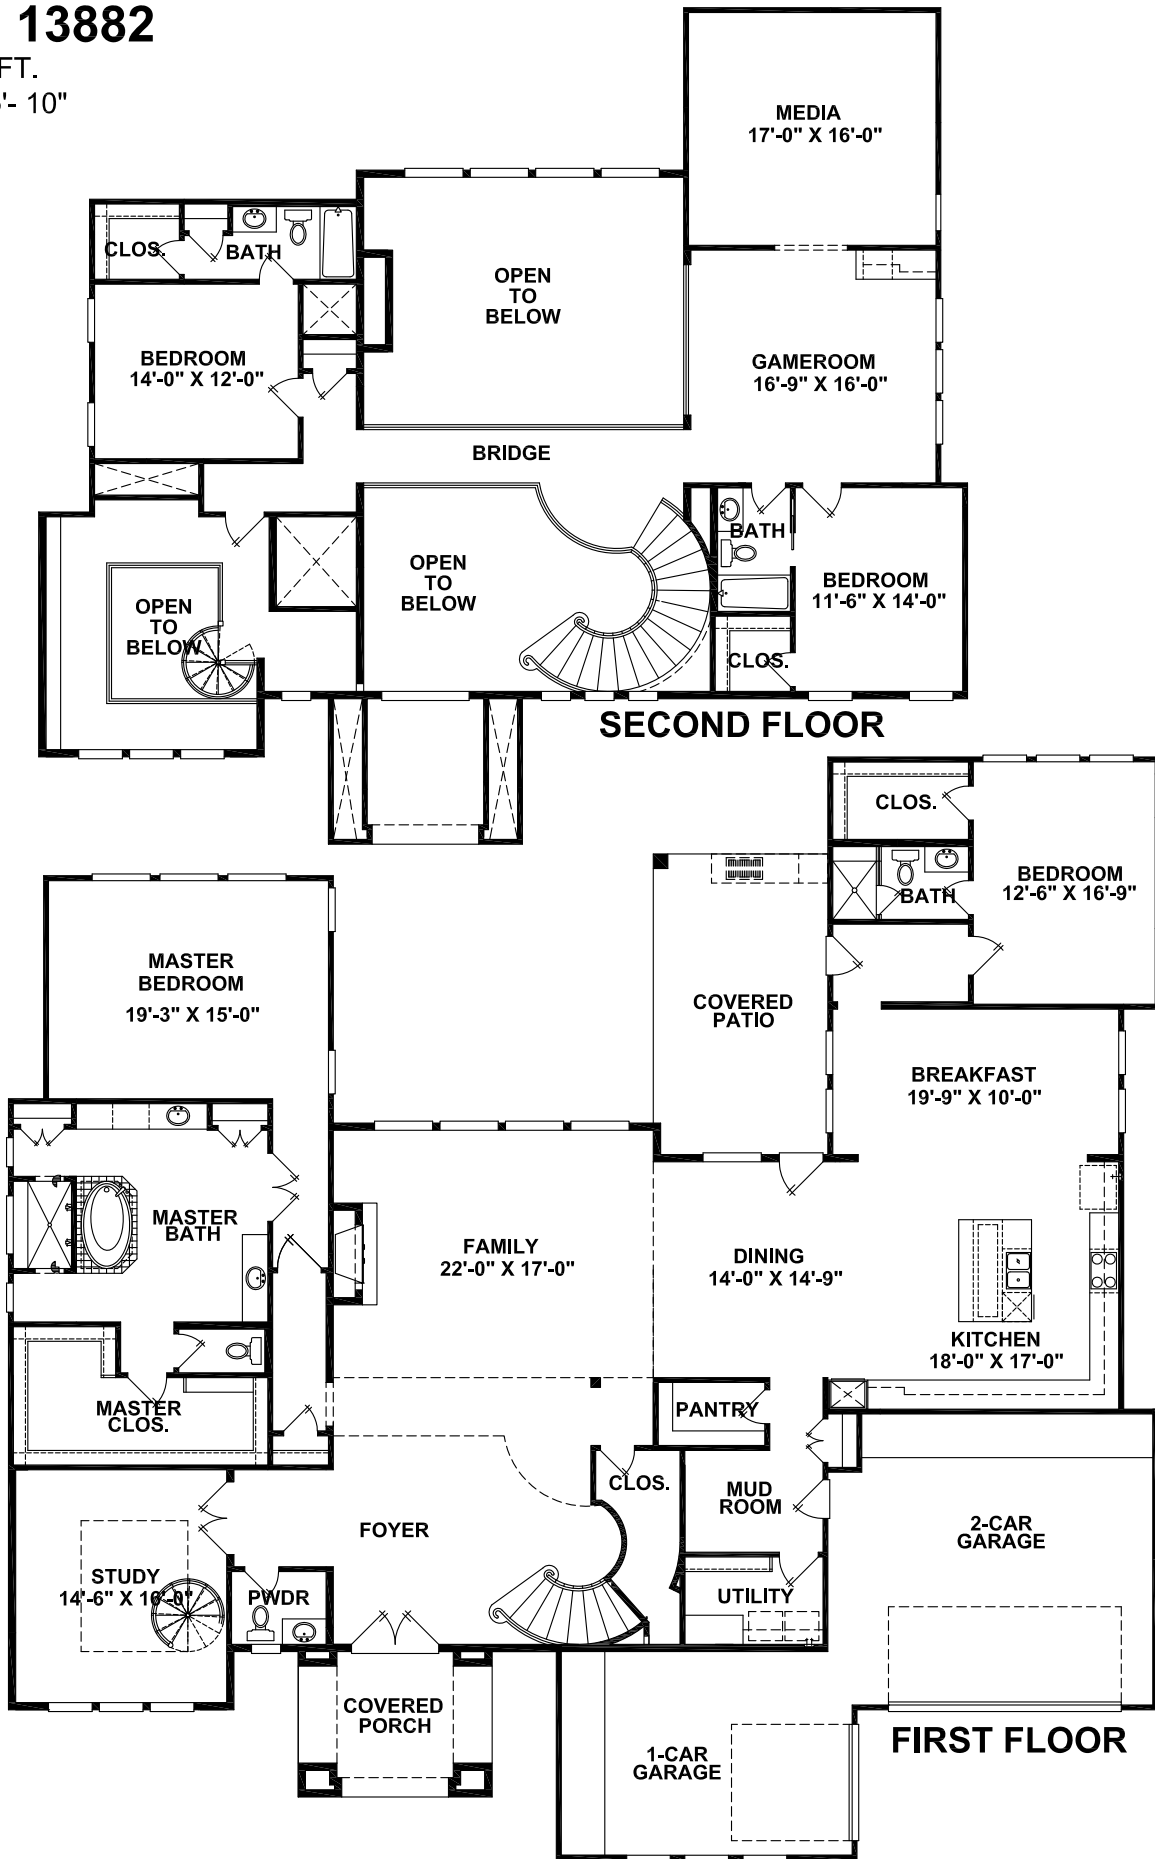 13882
FT.
'- 10"
MEDIA
17'-0" X 16'-0"
CLOS.
BATH
OPEN
TO
BELOW
BEDROOM
14'-0" X 12'-0"
GAMEROOM
16'-9" X 16'-0"
BRIDGE
OPEN
TO
BELOW
OPEN
TO
BELOW
BATH
BEDROOM
11'-6" X 14'-0"
CLOS.
SECOND FLOOR
CLOS.
BEDROOM
12'-6" X 16'-9"
BATH
MASTER
BEDROOM
19'-3" X 15'-0"
COVERED
PATIO
BREAKFAST
19'-9" X 10'-0"
MASTER
BATH
FAMILY
22'-0" X 17'-0"
DINING
14'-0" X 14'-9"
KITCHEN
18'-0" X 17'-0"
MASTER
CLOS.
PANTRY
CLOS.
MUD
ROOM
FOYER
2-CAR
GARAGE
STUDY
14'-6" X 16'-0"
PWDR
UTILITY
COVERED
PORCH
1-CAR
GARAGE
FIRST FLOOR